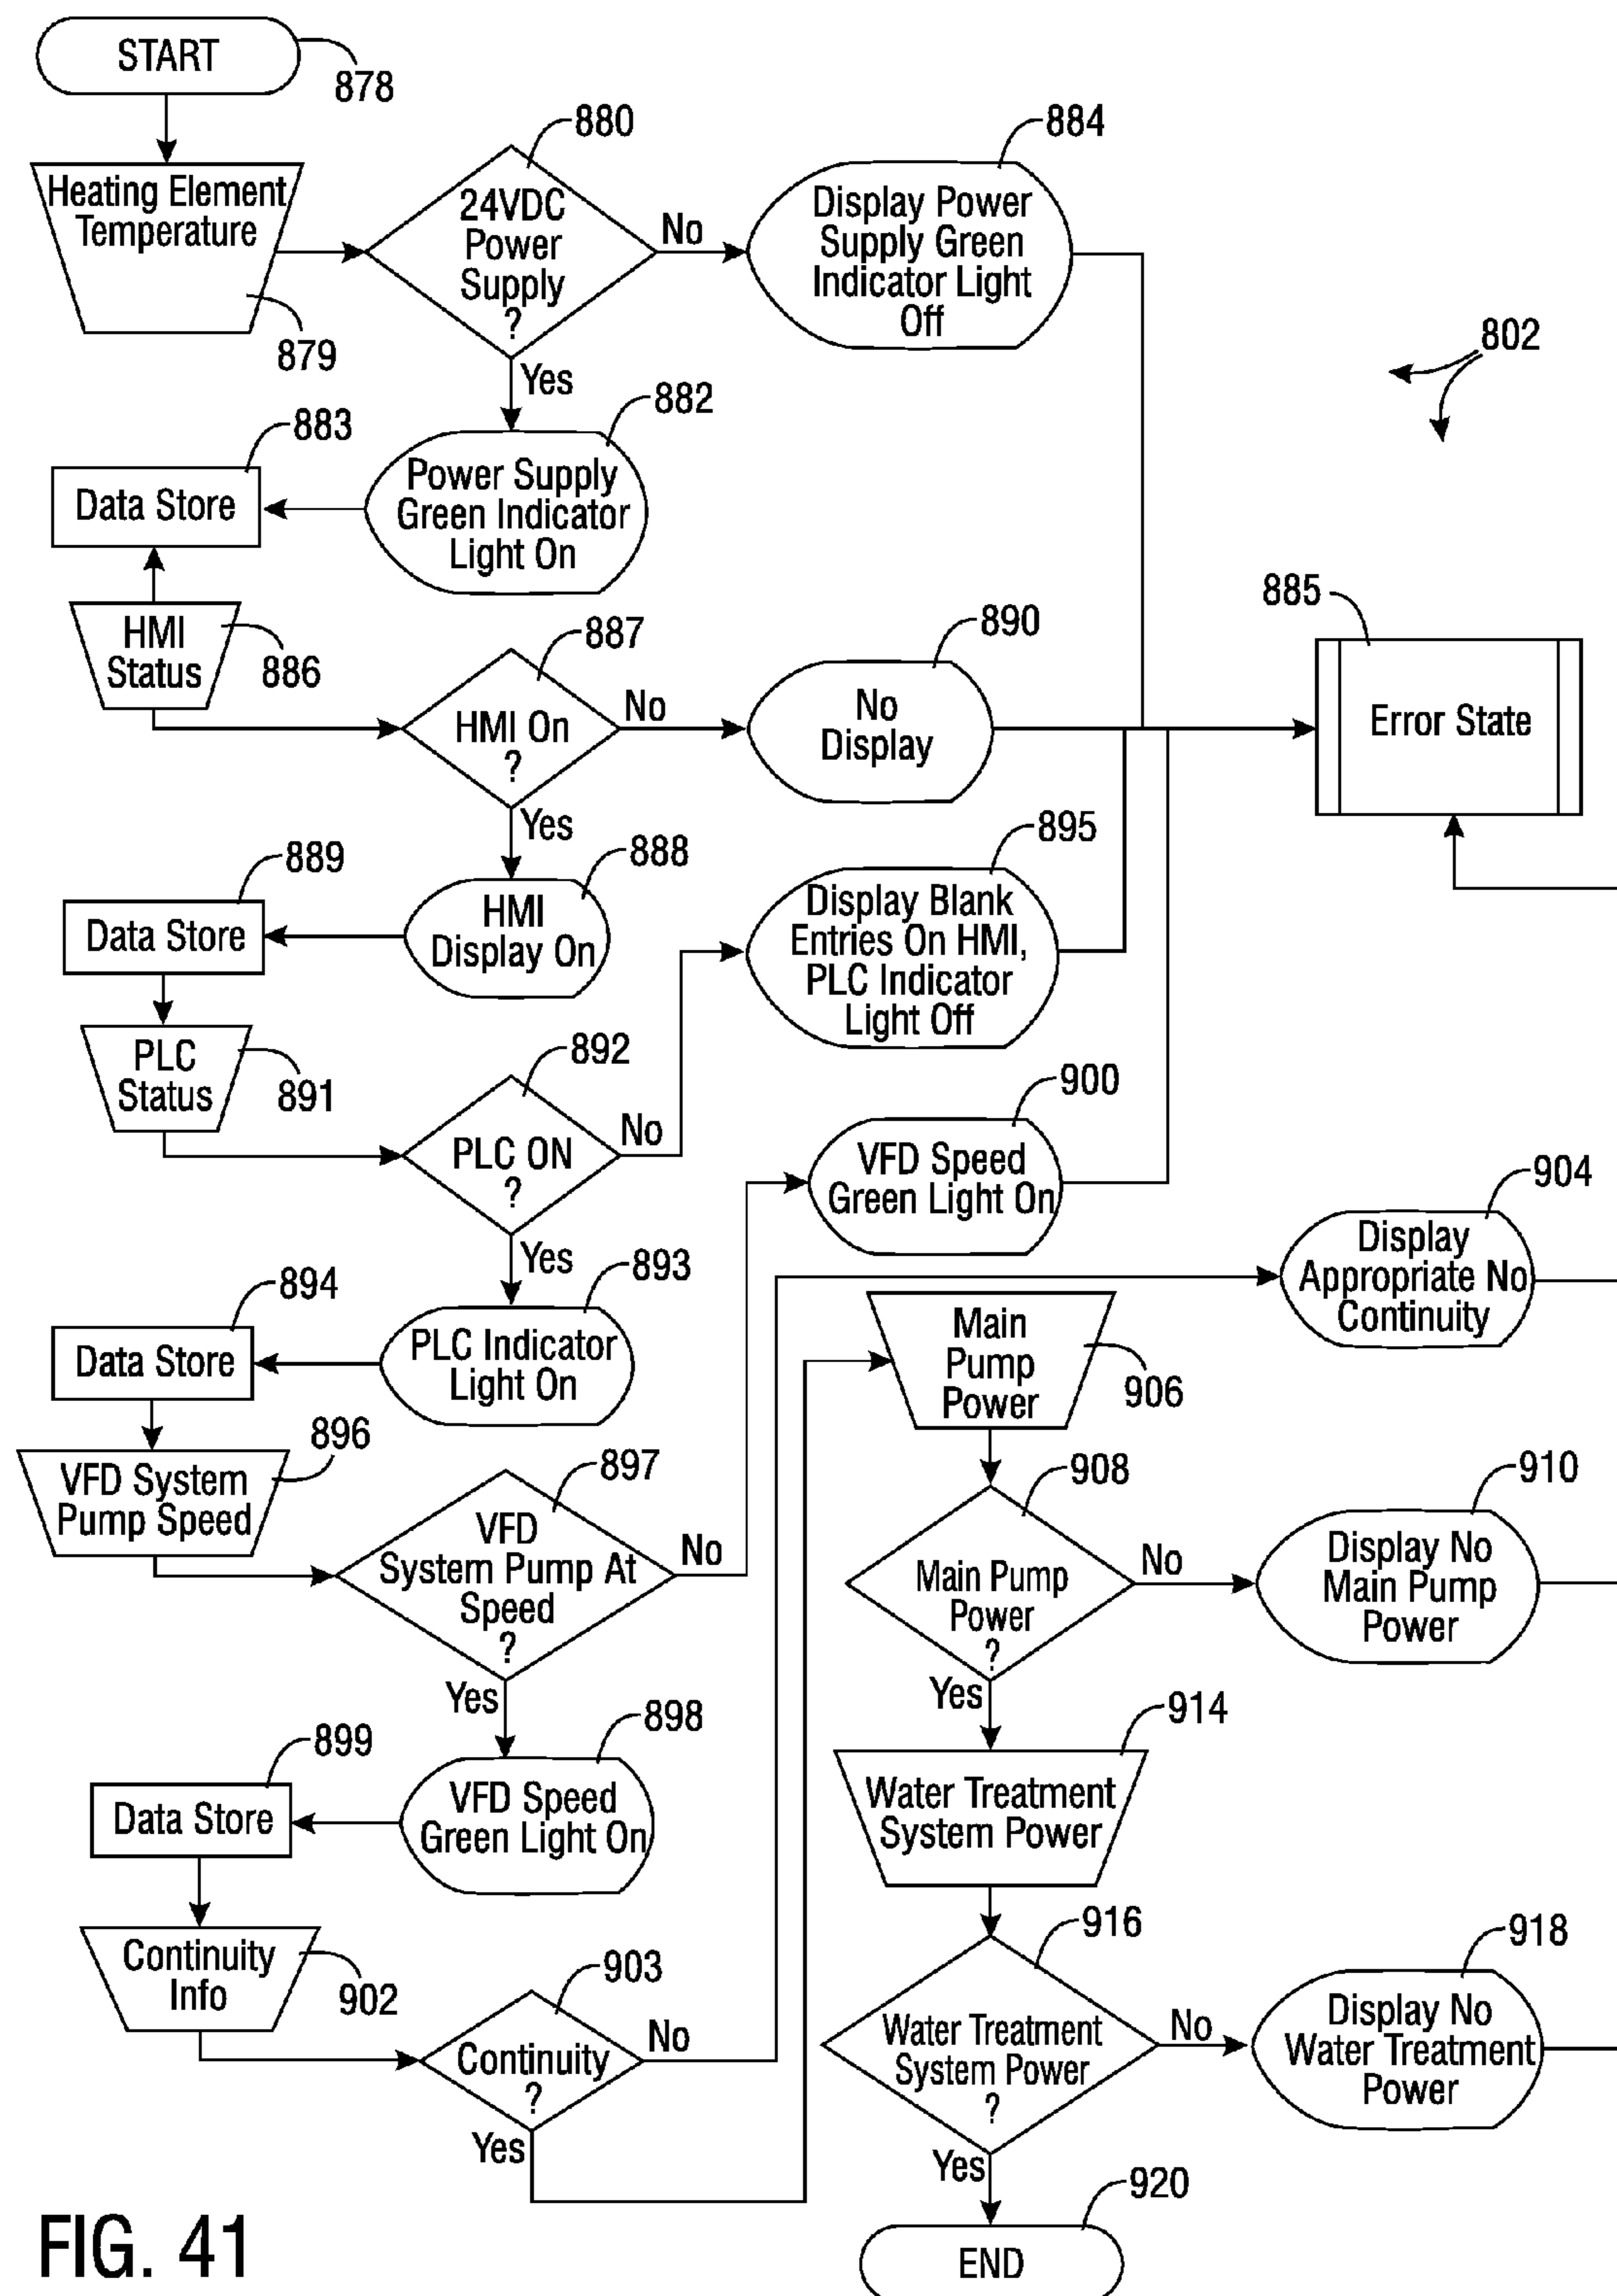 START
878
Heating Element
Temperature
879
880
24VDC
Power
Supply
?
No
Yes
884
Display Power
Supply Green
Indicator Light
Off
802
882
Power Supply
Green Indicator
Light On
883
Data Store
HMI
Status
886
887
HMI On
?
No
Yes
890
No
Display
885
Error State
888
HMI
Display On
889
Data Store
895
Display Blank
Entries On HMI,
PLC Indicator
Light Off
PLC
Status
891
892
PLC ON
?
No
Yes
900
VFD Speed
Green Light On
904
Display
Appropriate No
Continuity
893
PLC Indicator
Light On
894
Data Store
896
VFD System
Pump Speed
897
VFD
System Pump At
Speed
?
No
Yes
898
VFD Speed
Green Light On
899
Data Store
Continuity
Info
902
903
Continuity
?
No
Yes
Main
Pump
Power
906
908
Main Pump
Power
?
No
Yes
910
Display No
Main Pump
Power
914
Water Treatment
System Power
916
Water Treatment
System Power
?
No
Yes
918
Display No
Water Treatment
Power
920
END
FIG. 41